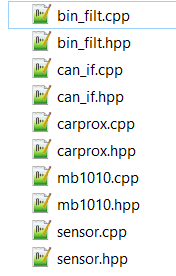 bin_filt.cpp
bin_filt.hpp
can_if.cpp
can_if.hpp
carprox.cpp
carprox.hpp
mb1010.cpp
mb1010.hpp
sensor.cpp
sensor.hpp